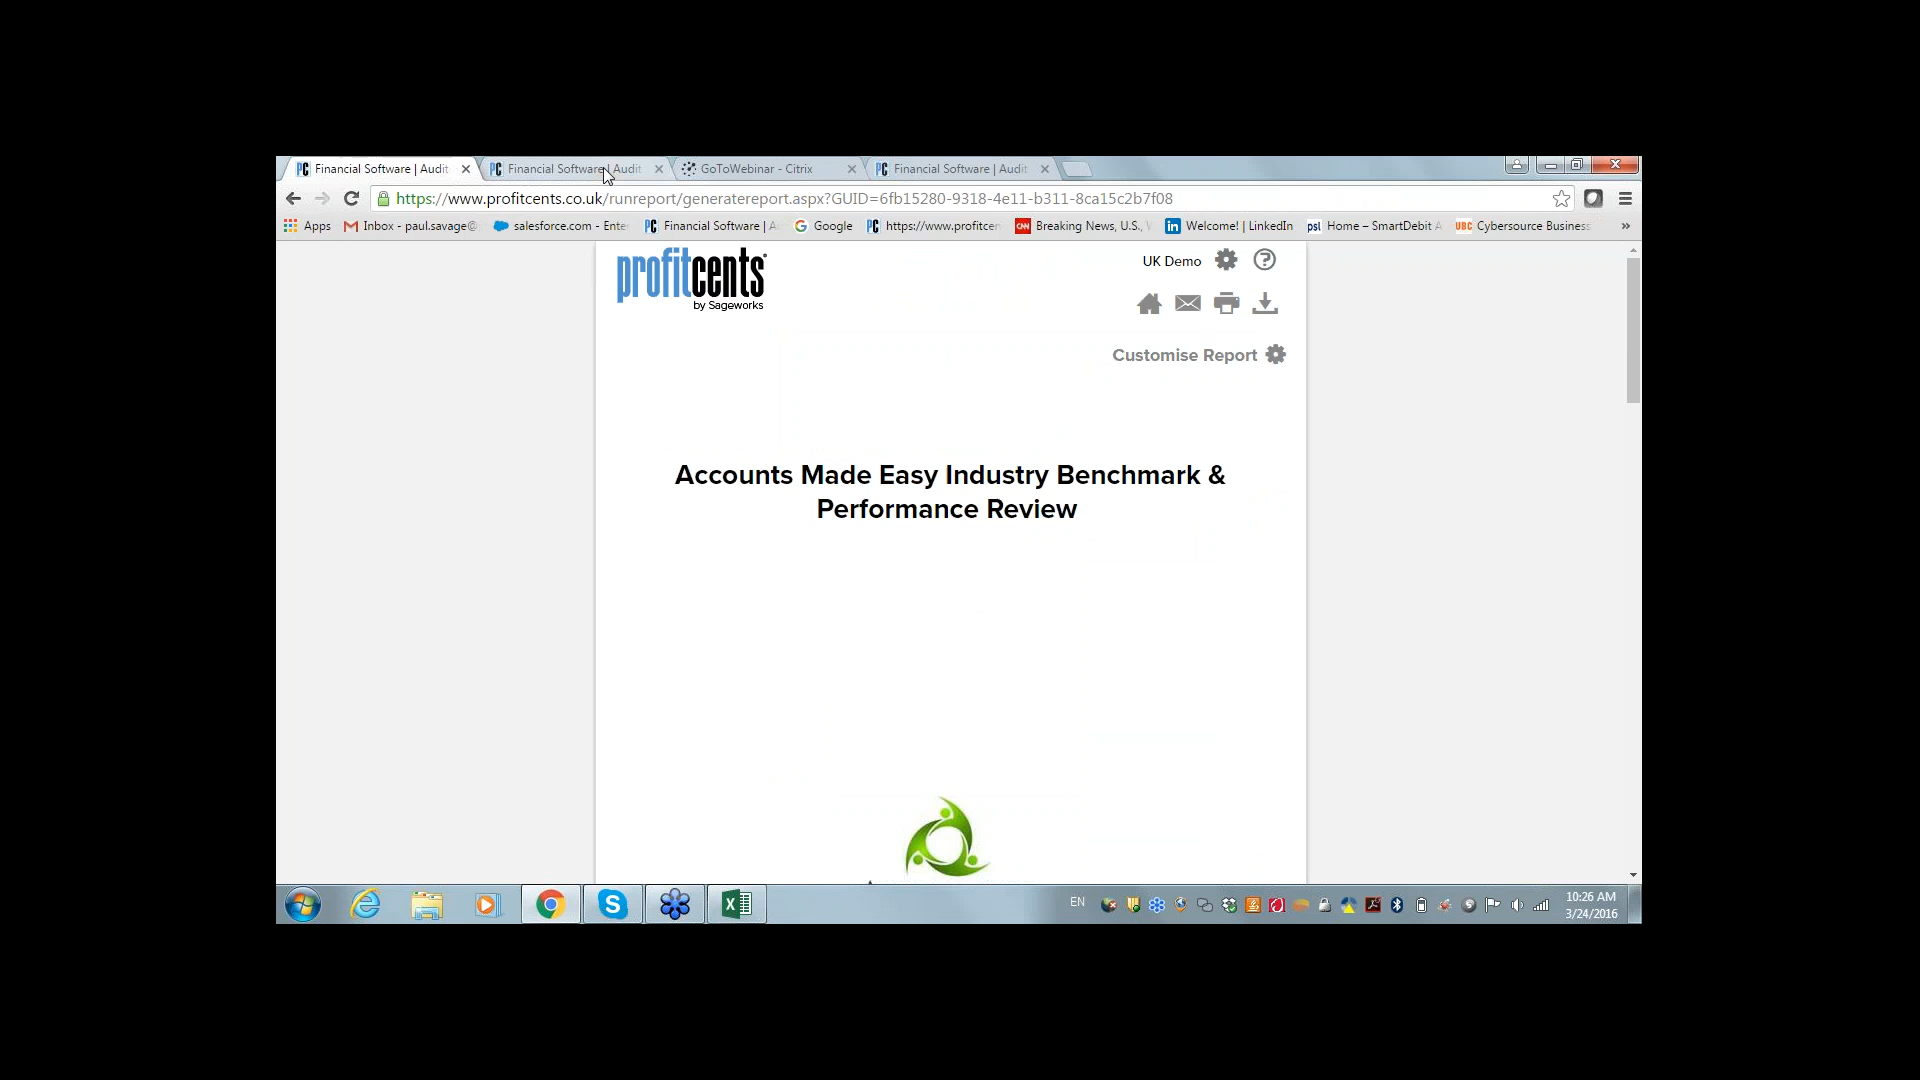 Financial Software | Audit
Financial Software | Audit
GoToWebinar - Citrix
Financial Software | Audit
https://www.profitcents.co.uk/runreport/generatereport.aspx?GUID=6fb15280-9318-4e11-b311-8ca15c2b7f08
Apps
Inbox - paul.savage@
salesforce.com - Ente
Financial Software | A
Google
https://www.profitcen
Breaking News, U.S.,
Welcome! | LinkedIn
Home – SmartDebit A
Cybersource Business
profitcents
by Sageworks
UK Demo
Customise Report
Accounts Made Easy Industry Benchmark &
Performance Review
EN
10:26 AM
3/24/2016